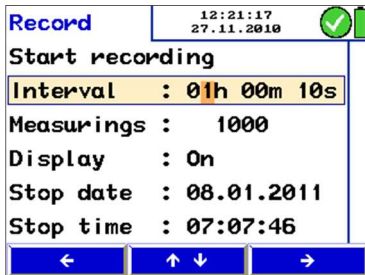 Record
12:21:17
27.11.2010
Start recording
Interval : 01h 00m 10s
Measurings : 1000
Display : On
Stop date : 08.01.2011
Stop time : 07:07:46
← ↑ ↓ →